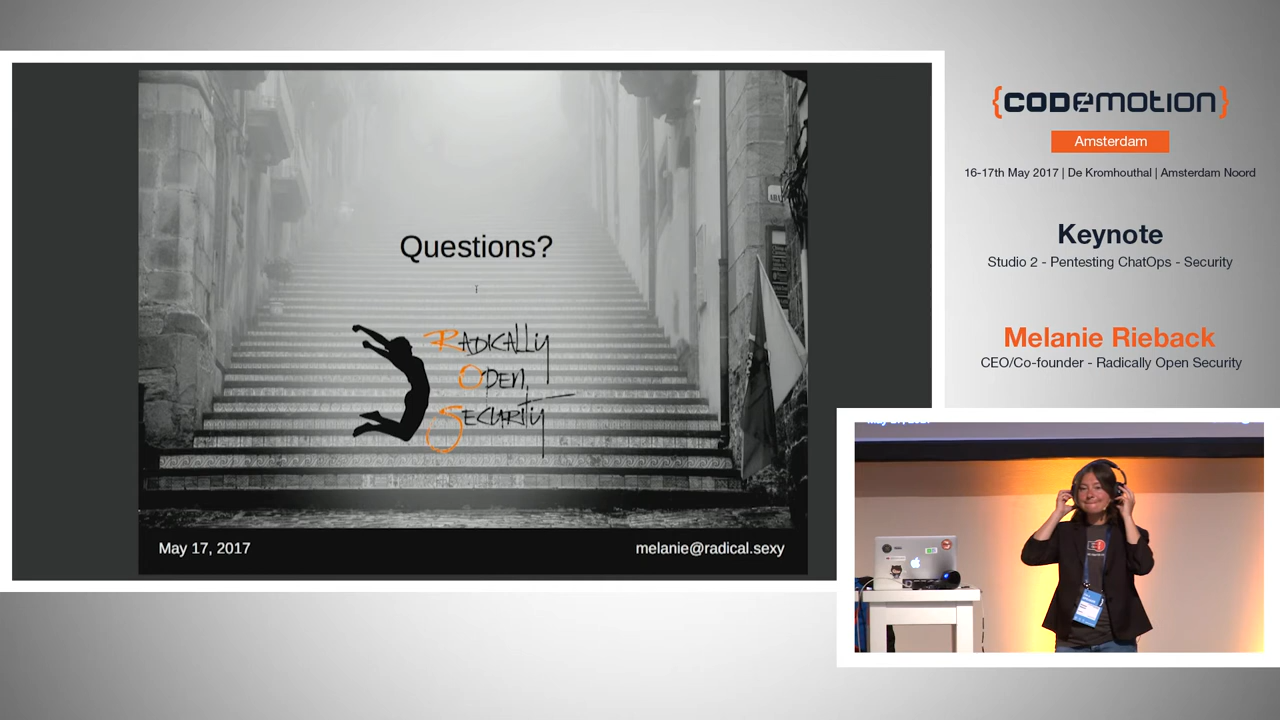 Questions?
RADICALLY
OPEN
SECURITY
May 17, 2017
melanie@radical.sexy
{CODEMOTION}
Amsterdam
16-17th May 2017 | De Kromhouthal | Amsterdam Noord
Keynote
Studio 2 - Pentesting ChatOps - Security
Melanie Rieback
CEO/Co-founder - Radically Open Security